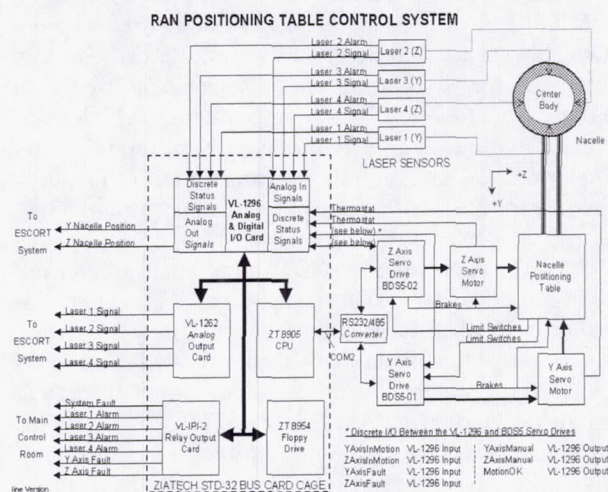 RAN POSITIONING TABLE CONTROL SYSTEM
Laser 2 Alarm
Laser 2 Signal
Laser 2 (Z)
Laser 3 Alarm
Laser 3 Signal
Laser 3 (Y)
Laser 4 Alarm
Laser 4 Signal
Laser 4 (Z)
Laser 1 Alarm
Laser 1 Signal
Laser 1 (Y)
LASER SENSORS
Center
Body
Nacelle
+Z
+Y
Discrete
Status
Signals
Analog
Out
Signals
VL-1296
Analog
& Digital
I/O Card
Analog In
Signals
Discrete
Status
Signals
Thermostat
Thermostat
(see below) *
(see below)
To
ESCORT
System
Y Nacelle Position
Z Nacelle Position
Z Axis
Servo
Drive
BDS5-02
Z Axis
Servo
Motor
Nacelle
Positioning
Table
Brakes
Limit Switches
Limit Switches
To
ESCORT
System
Laser 1 Signal
Laser 2 Signal
Laser 3 Signal
Laser 4 Signal
VL-1262
Analog
Output
Card
ZT 8905
CPU
RS232/485
Converter
COM2
Y Axis
Servo
Drive
BDS5-01
Brakes
Y Axis
Servo
Motor
To Main
Control
Room
System Fault
Laser 1 Alarm
Laser 2 Alarm
Laser 3 Alarm
Laser 4 Alarm
Y Axis Fault
Z Axis Fault
VL-IPI-2
Relay Output
Card
ZT 8954
Floppy
Drive
ZIATECH STD-32 BUS CARD CAGE
* Discrete I/O Between the VL-1296 and BDS5 Servo Drives
YAxisInMotion VL-1296 Input YAxisManual VL-1296 Output
ZAxisInMotion VL-1296 Input ZAxisManual VL-1296 Output
YAxisFault VL-1296 Input MotionOK VL-1296 Output
ZAxisFault VL-1296 Input
line Version